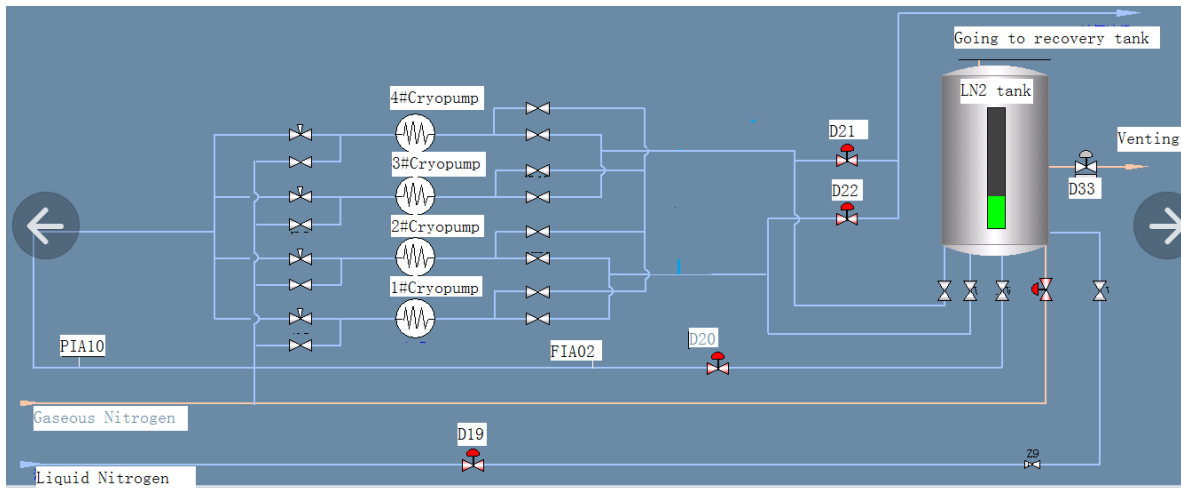 Going to recovery tank
4#Cryopump
LN2 tank
D21
Venting
3#Cryopump
D22
D33
2#Cryopump
1#Cryopump
PIA10
FIA02
D20
Gaseous Nitrogen
D19
Z9
Liquid Nitrogen